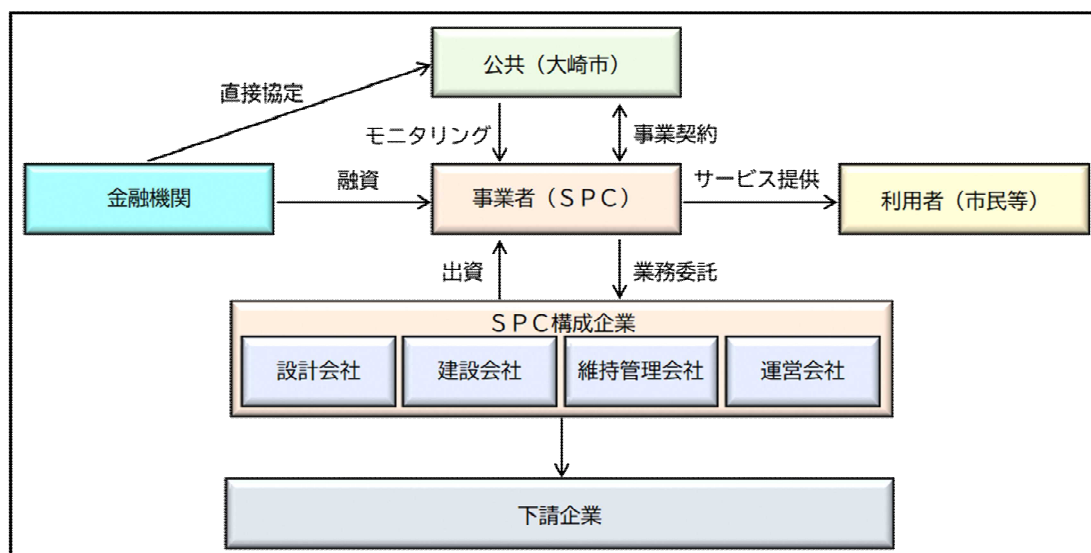 公共（大崎市）
直接協定
モニタリング
事業契約
金融機関
融資
事業者（ＳＰＣ）
サービス提供
利用者（市民等）
出資
業務委託
ＳＰＣ構成企業
設計会社
建設会社
維持管理会社
運営会社
下請企業